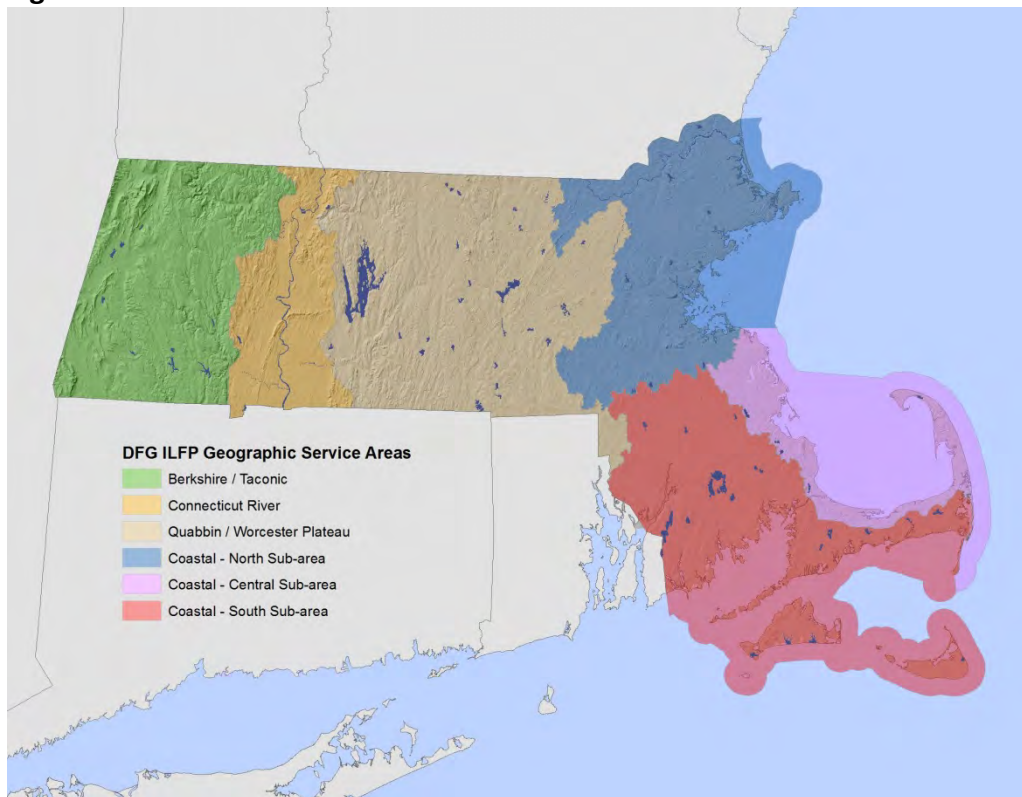 DFG ILFP Geographic Service Areas
Berkshire / Taconic
Connecticut River
Quabbin / Worcester Plateau
Coastal - North Sub-area
Coastal - Central Sub-area
Coastal - South Sub-area